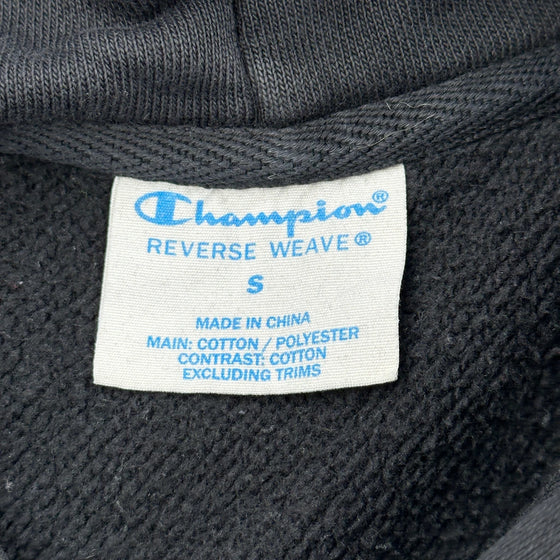 Champion®
REVERSE WEAVE®
S
MADE IN CHINA
MAIN: COTTON / POLYESTER
CONTRAST: COTTON
EXCLUDING TRIMS